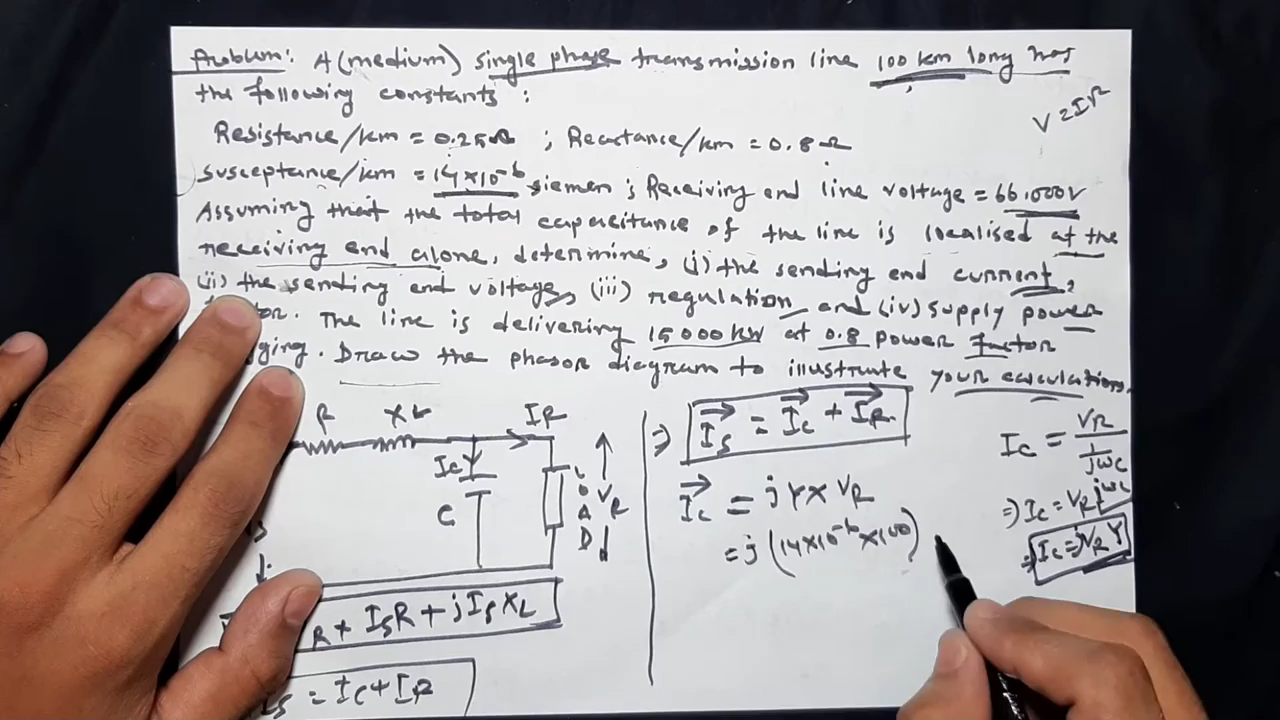 Problem: A (medium) single phase transmission line 100 km long has
the following constants :
V=IR
Resistance/km = 0.25Ω ; Reactance/km = 0.8Ω
susceptance/km = 14×10⁻⁶ siemen ; Receiving end line voltage = 66,000V
Assuming that the total capacitance of the line is localised at the
receiving end alone, determine, (i) the sending end current,
(ii) the sending end voltage, (iii) regulation and (iv) supply power
tor. The line is delivering 15000 kW at 0.8 power factor
gging. Draw the phasor diagram to illustrate your calculations.
R XL IR
Ic
C
LOAD
VR
R + IsR + jIsXL
Is = Ic + IR
⇒ Is = Ic + IR
Ic = jY × VR
= j (14×10⁻⁶×100)
Ic = VR / 1/jωc
⇒ Ic = VR jωc
⇒ Ic = jVR Y